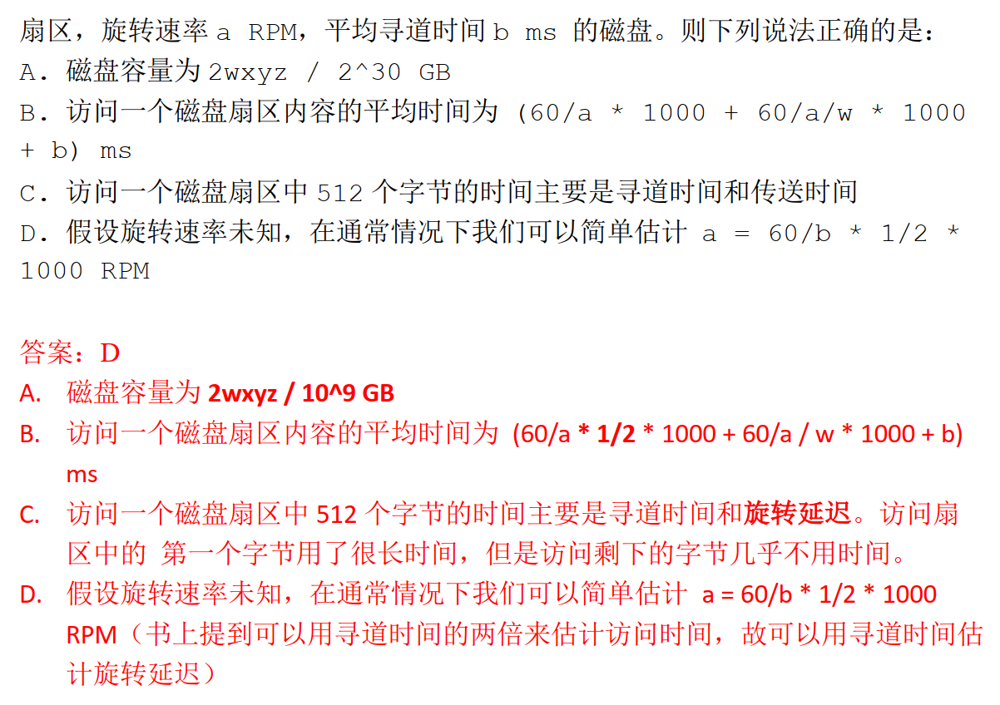 扇区，旋转速率 a RPM，平均寻道时间 b ms 的磁盘。则下列说法正确的是：
A. 磁盘容量为 2wxyz / 2^30 GB
B. 访问一个磁盘扇区内容的平均时间为 (60/a * 1000 + 60/a/w * 1000
+ b) ms
C. 访问一个磁盘扇区中 512 个字节的时间主要是寻道时间和传送时间
D. 假设旋转速率未知，在通常情况下我们可以简单估计 a = 60/b * 1/2 *
1000 RPM
答案：D
A. 磁盘容量为 2wxyz / 10^9 GB
B. 访问一个磁盘扇区内容的平均时间为 (60/a * 1/2 * 1000 + 60/a / w * 1000 + b)
ms
C. 访问一个磁盘扇区中 512 个字节的时间主要是寻道时间和旋转延迟。访问扇
区中的 第一个字节用了很长时间，但是访问剩下的字节几乎不用时间。
D. 假设旋转速率未知，在通常情况下我们可以简单估计 a = 60/b * 1/2 * 1000
RPM（书上提到可以用寻道时间的两倍来估计访问时间，故可以用寻道时间估
计旋转延迟）